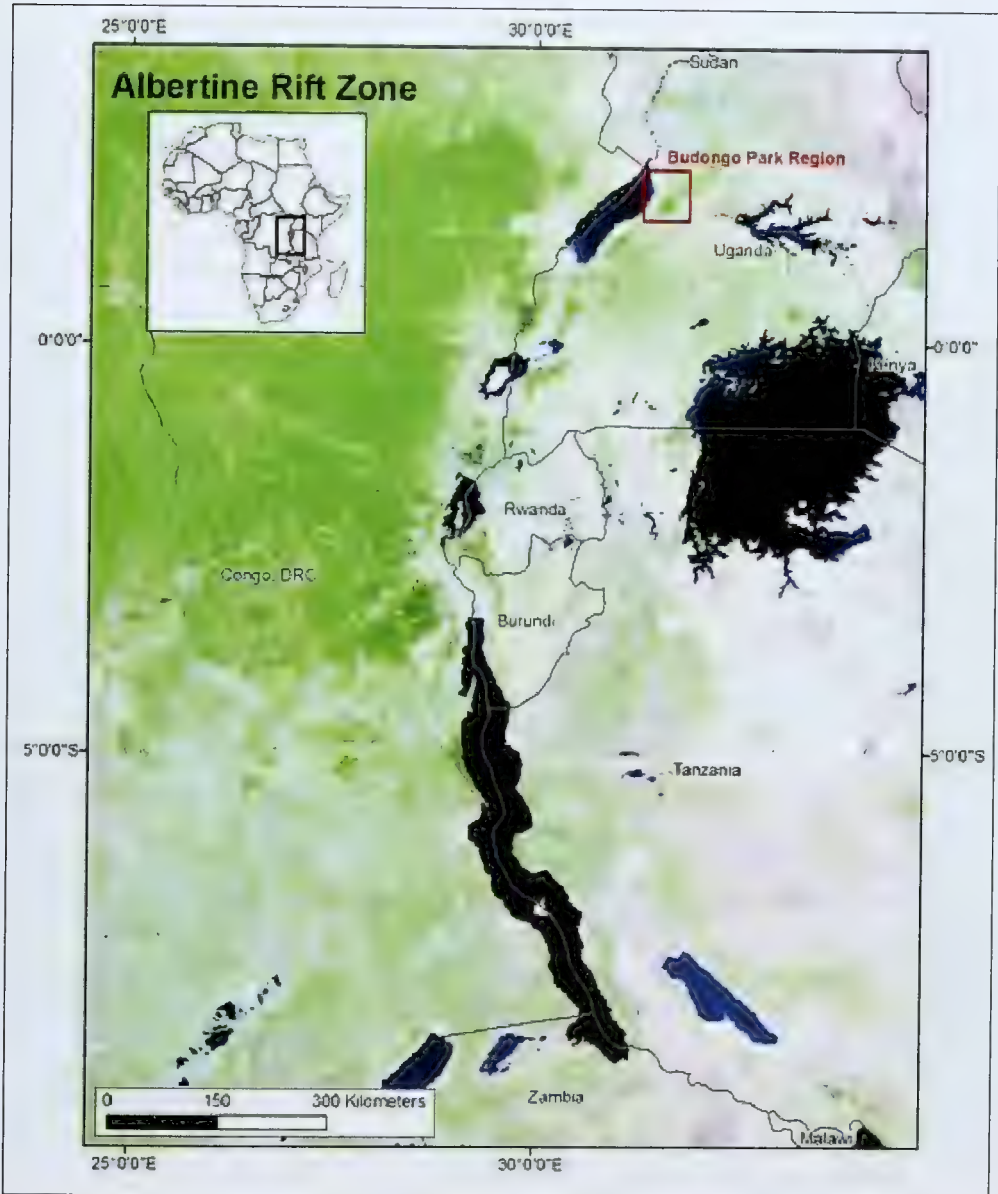 25°0'0"E
30°0'0"E
Albertine Rift Zone
Sudan
Budongo Park Region
Uganda
0°0'0"
0°0'0"
Kenya
Rwanda
Congo, DRC
Burundi
5°0'0"S
5°0'0"S
Tanzania
0 150 300 Kilometers
Zambia
Malawi
25°0'0"E
30°0'0"E